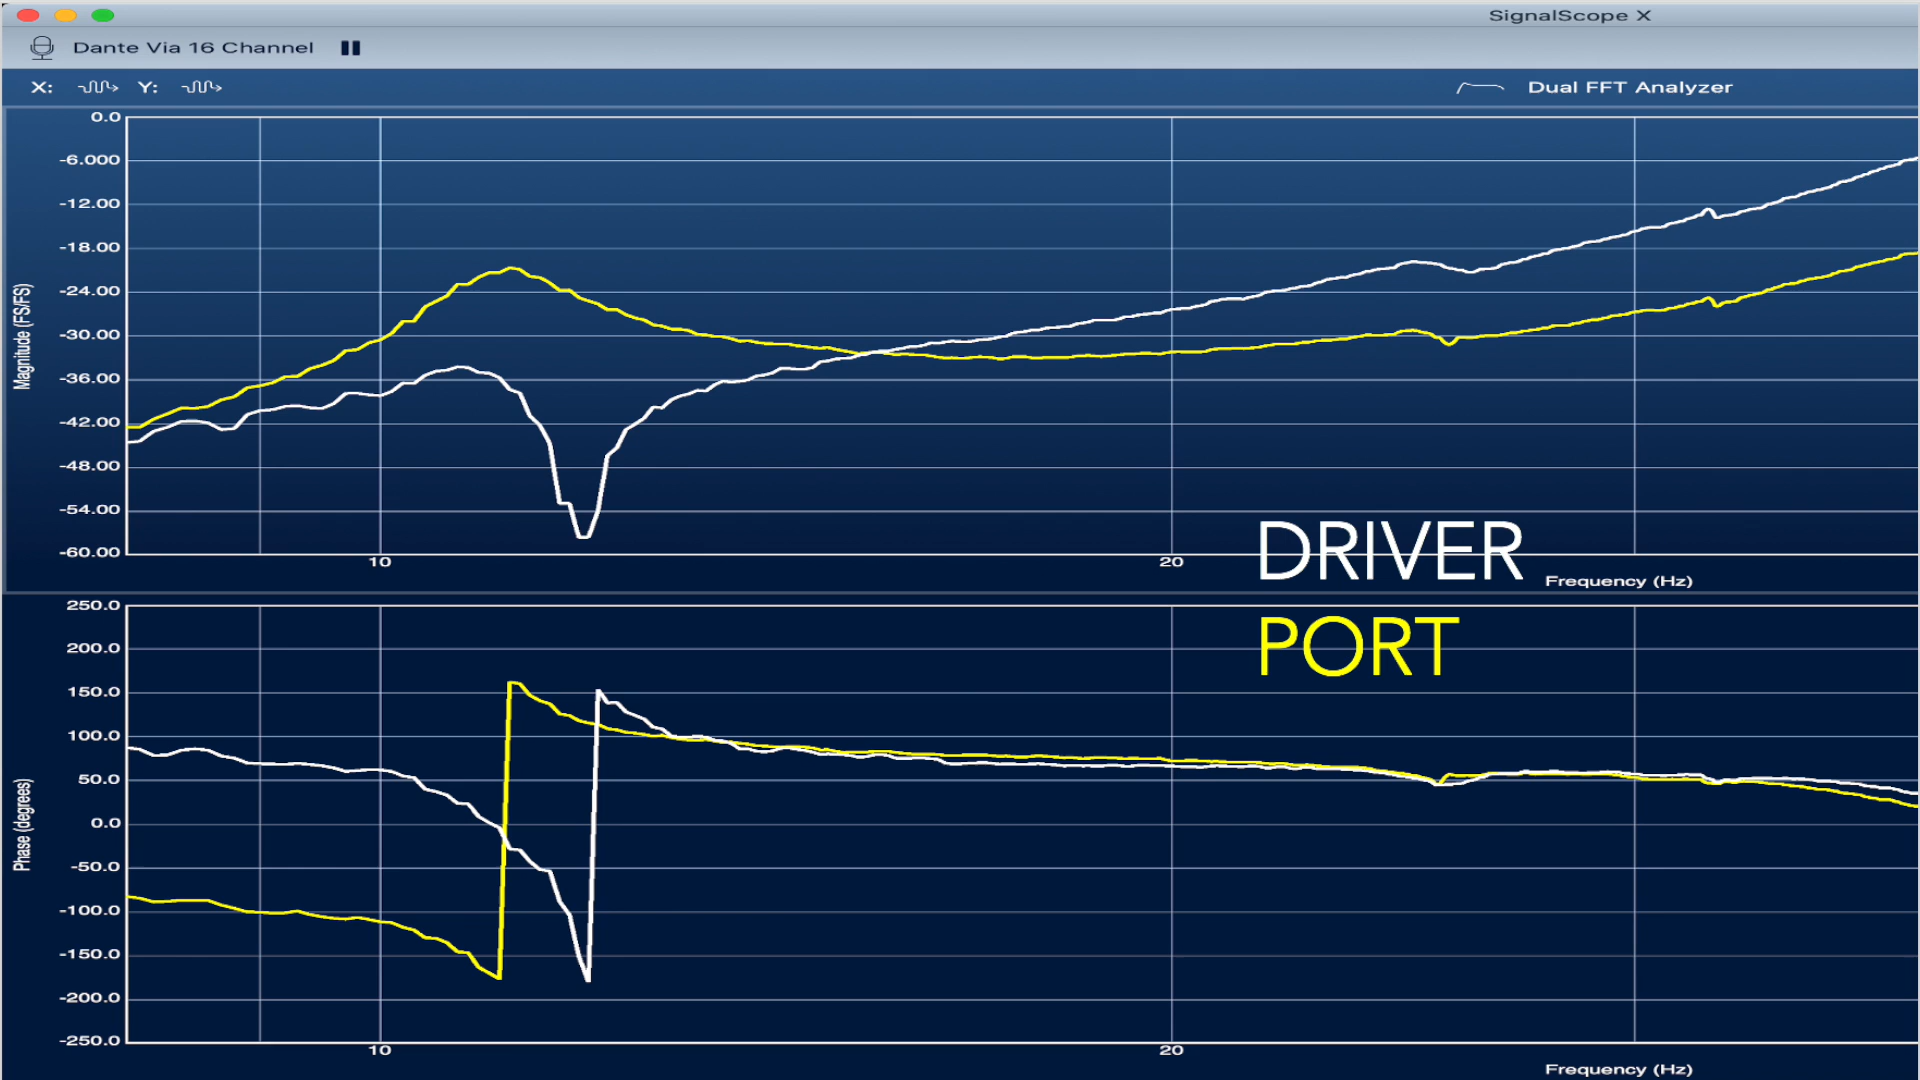 SignalScope X
Dante Via 16 Channel
X: Y: Dual FFT Analyzer
0.0
-6.000
-12.00
-18.00
-24.00
-30.00
-36.00
-42.00
-48.00
-54.00
-60.00
Magnitude (FS/FS)
10 20
DRIVER
Frequency (Hz)
PORT
250.0
200.0
150.0
100.0
50.0
0.0
-50.0
-100.0
-150.0
-200.0
-250.0
Phase (degrees)
10 20
Frequency (Hz)